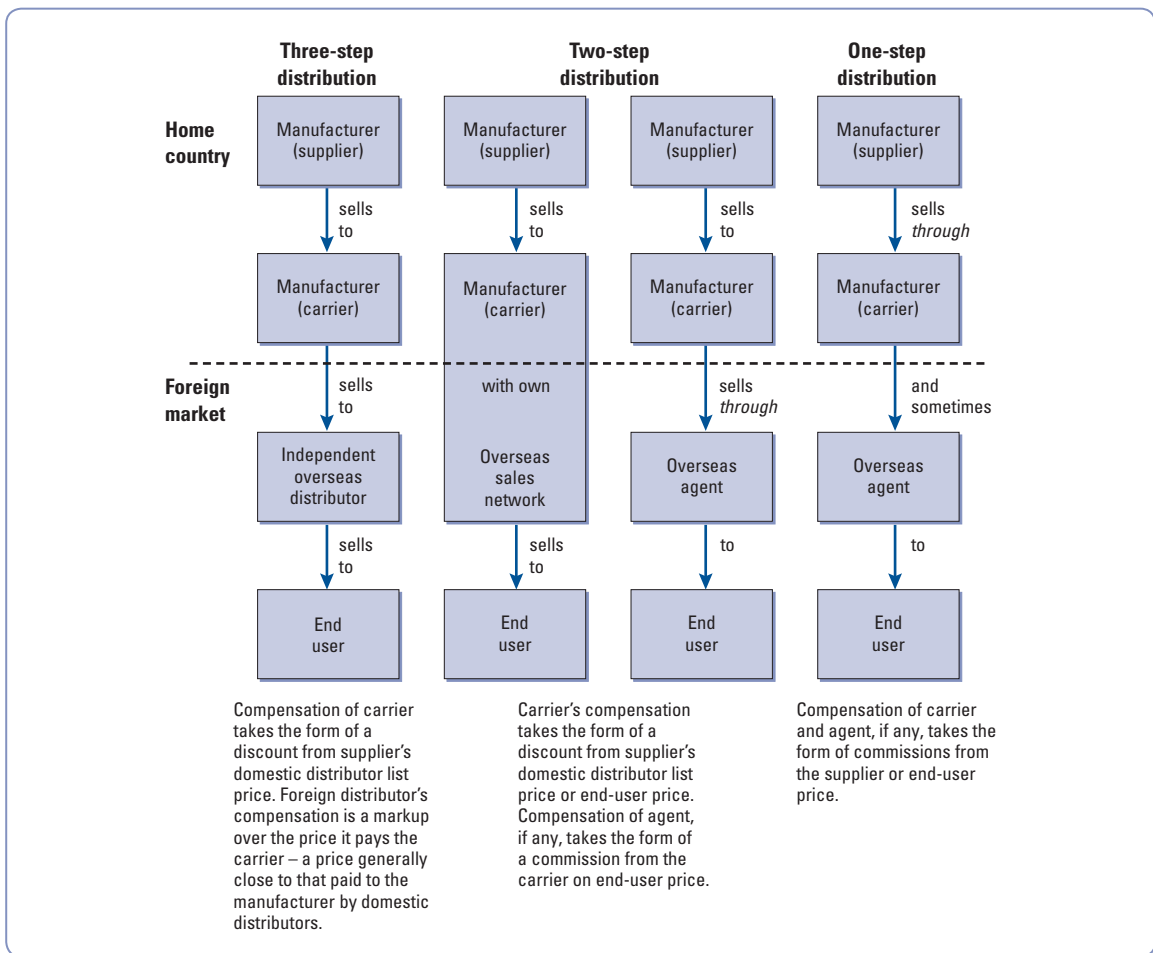 Three-step
distribution
Two-step
distribution
One-step
distribution
Home
country
Manufacturer
(supplier)
Manufacturer
(supplier)
Manufacturer
(supplier)
Manufacturer
(supplier)
sells
to
sells
to
sells
to
sells
through
Manufacturer
(carrier)
Manufacturer
(carrier)
Manufacturer
(carrier)
Manufacturer
(carrier)
Foreign
market
sells
to
with own
sells
through
and
sometimes
Independent
overseas
distributor
Overseas
sales
network
Overseas
agent
Overseas
agent
sells
to
sells
to
to
to
End
user
End
user
End
user
End
user
Compensation of carrier
takes the form of a
discount from supplier's
domestic distributor list
price. Foreign distributor's
compensation is a markup
over the price it pays the
carrier – a price generally
close to that paid to the
manufacturer by domestic
distributors.
Carrier's compensation
takes the form of a
discount from supplier's
domestic distributor list
price or end-user price.
Compensation of agent,
if any, takes the form of
a commission from the
carrier on end-user price.
Compensation of carrier
and agent, if any, takes the
form of commissions from
the supplier or end-user
price.